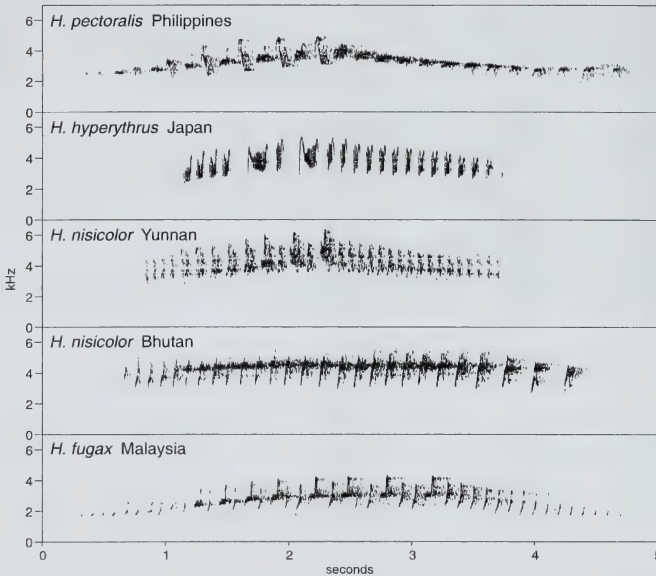 H. pectoralis Philippines
6
4
2
0
H. hyperythrus Japan
6
4
2
0
H. nisicolor Yunnan
6
4
2
0
kHz
H. nisicolor Bhutan
6
4
2
0
H. fugax Malaysia
6
4
2
0
0 1 2 3 4 5
seconds